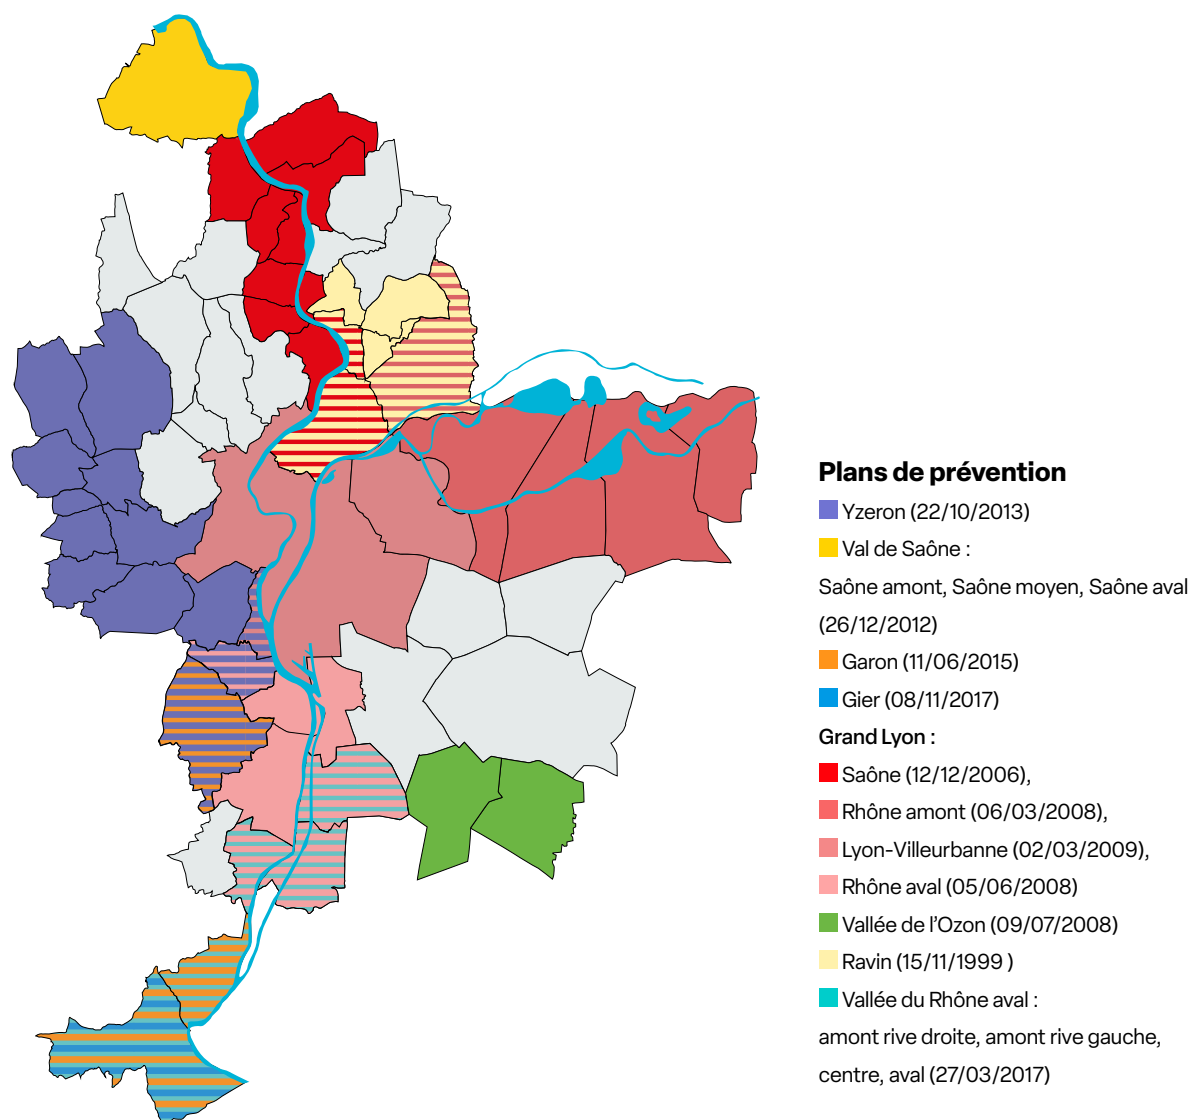 Plans de prévention
Yzeron (22/10/2013)
Val de Saône :
Saône amont, Saône moyen, Saône aval
(26/12/2012)
Garon (11/06/2015)
Gier (08/11/2017)
Grand Lyon :
Saône (12/12/2006),
Rhône amont (06/03/2008),
Lyon-Villeurbanne (02/03/2009),
Rhône aval (05/06/2008)
Vallée de l’Ozon (09/07/2008)
Ravin (15/11/1999 )
Vallée du Rhône aval :
amont rive droite, amont rive gauche,
centre, aval (27/03/2017)